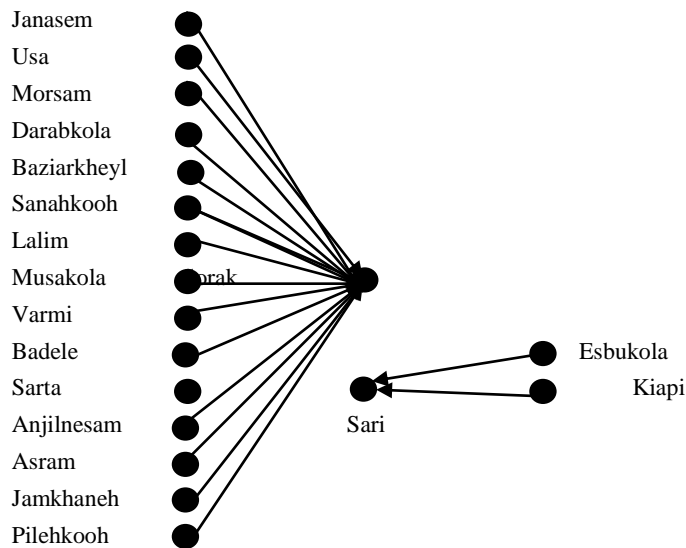 Janasem
Usa
Morsam
Darabkola
Baziarkheyl
Sanahkooh
Lalim
Musakola
Varmi
Badele
Sarta
Anjilnesam
Asram
Jamkhaneh
Pilehkooh
Esbukola
Kiapi
Sari